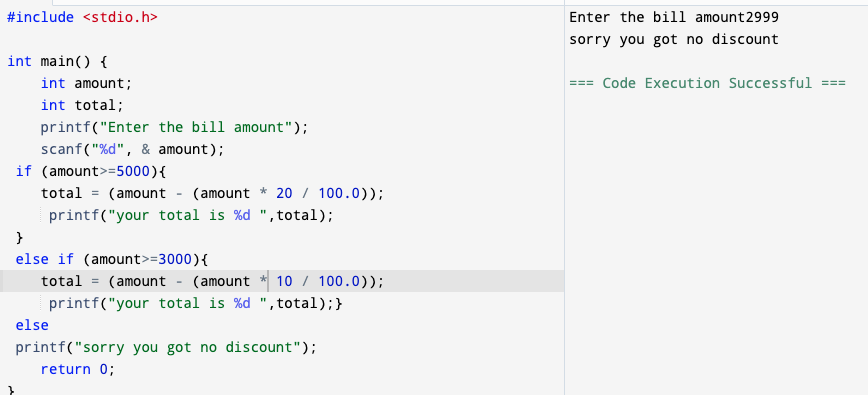 #include <stdio.h>

int main() {
    int amount;
    int total;
    printf("Enter the bill amount");
    scanf("%d", & amount);
 if (amount>=5000){
    total = (amount - (amount * 20 / 100.0));
     printf("your total is %d ",total);
 }
 else if (amount>=3000){
    total = (amount - (amount * 10 / 100.0));
     printf("your total is %d ",total);}
 else
 printf("sorry you got no discount");
    return 0;
}
Enter the bill amount2999
sorry you got no discount

=== Code Execution Successful ===